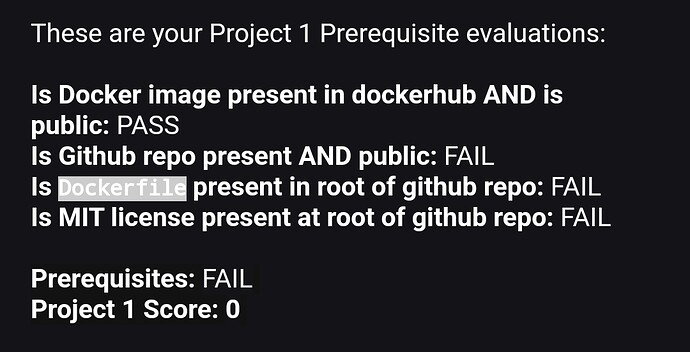 These are your Project 1 Prerequisite evaluations:
Is Docker image present in dockerhub AND is
public: PASS
Is Github repo present AND public: FAIL
Is Dockerfile present in root of github repo: FAIL
Is MIT license present at root of github repo: FAIL
Prerequisites: FAIL
Project 1 Score: 0